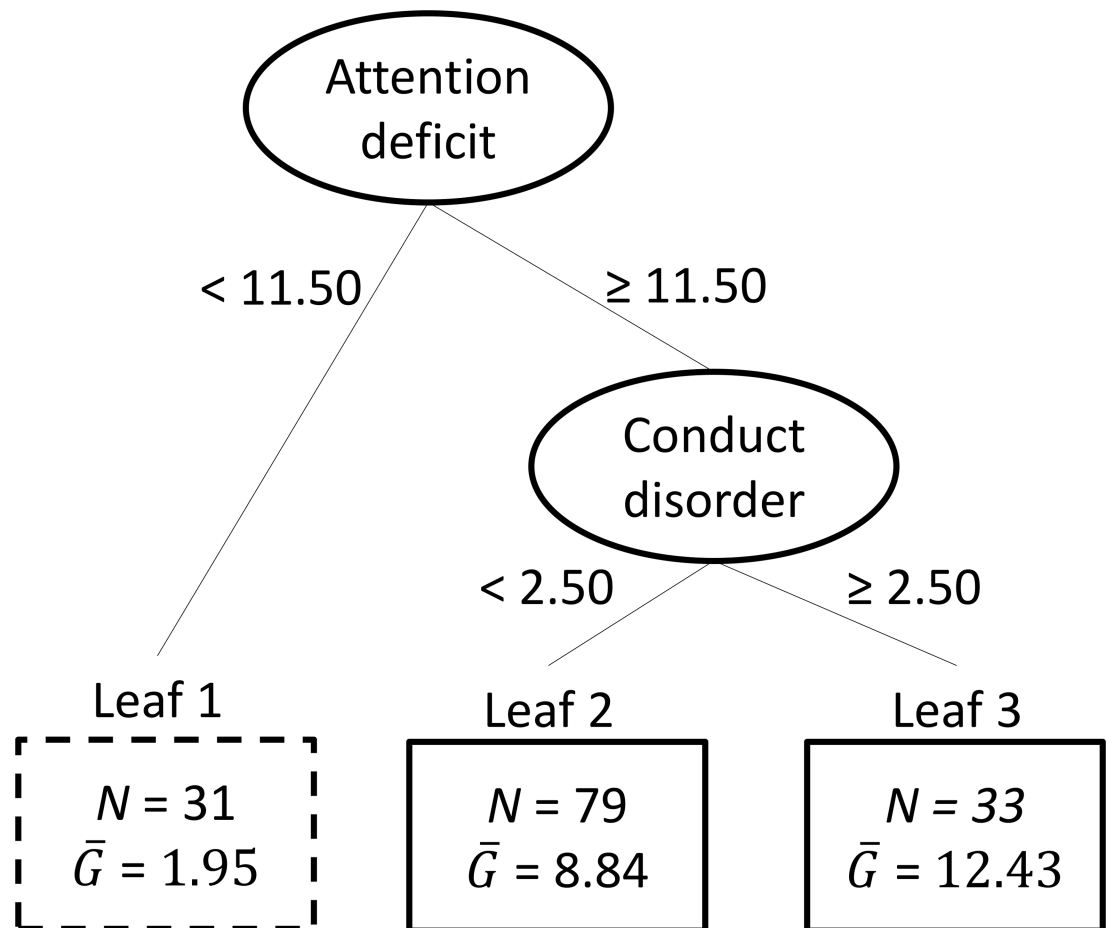 Attention
deficit
< 11.50
≥ 11.50
Conduct
disorder
< 2.50
≥ 2.50
Leaf 1
N = 31
G̅ = 1.95
Leaf 2
N = 79
G̅ = 8.84
Leaf 3
N = 33
G̅ = 12.43